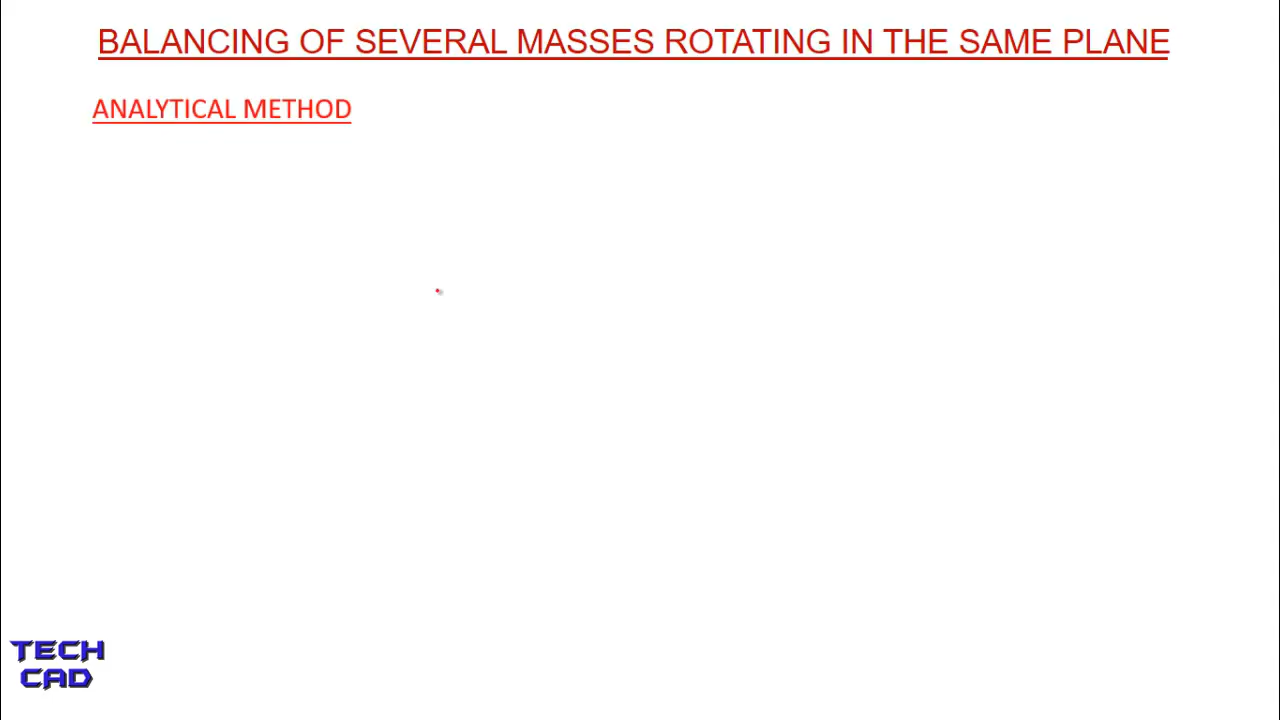 BALANCING OF SEVERAL MASSES ROTATING IN THE SAME PLANE
ANALYTICAL METHOD
TECH
CAD